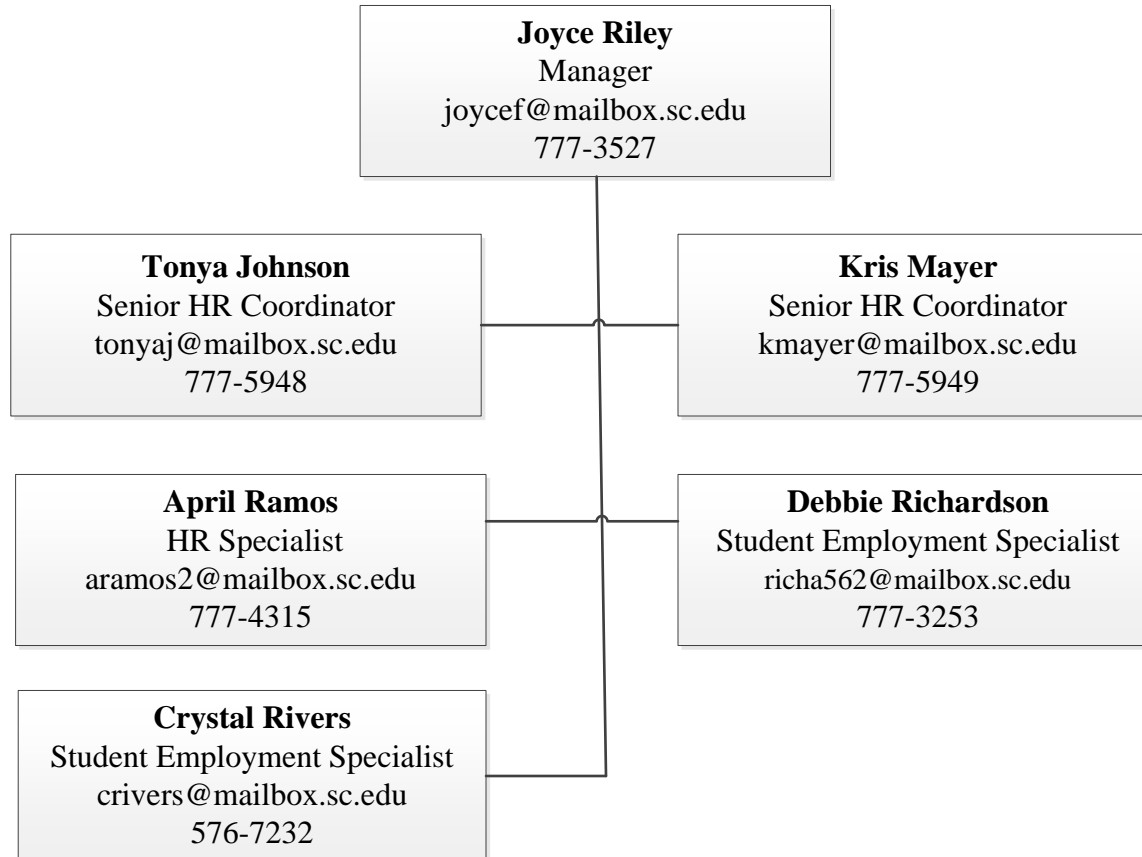 Joyce Riley
Manager
joycef@mailbox.sc.edu
777-3527
Tonya Johnson
Senior HR Coordinator
tonyaj@mailbox.sc.edu
777-5948
Kris Mayer
Senior HR Coordinator
kmayer@mailbox.sc.edu
777-5949
April Ramos
HR Specialist
aramos2@mailbox.sc.edu
777-4315
Debbie Richardson
Student Employment Specialist
richa562@mailbox.sc.edu
777-3253
Crystal Rivers
Student Employment Specialist
crivers@mailbox.sc.edu
576-7232